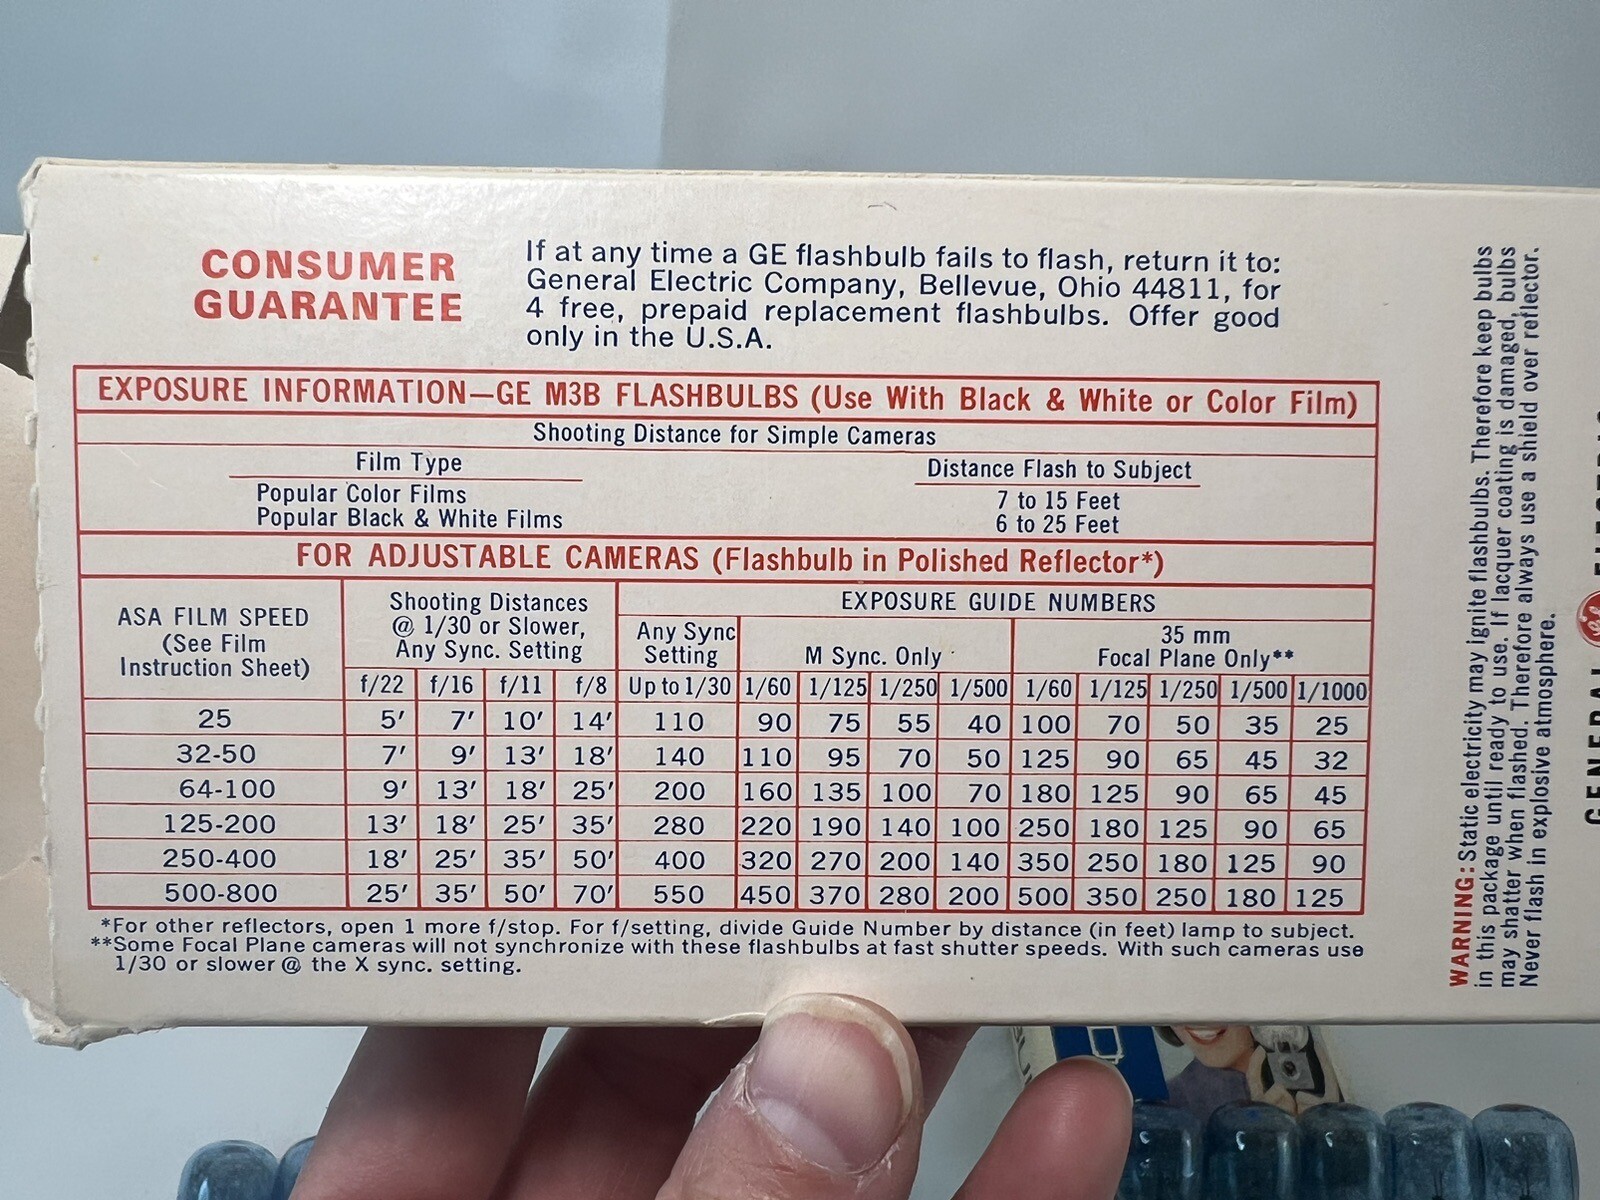 CONSUMER
GUARANTEE
If at any time a GE flashbulb fails to flash, return it to:
General Electric Company, Bellevue, Ohio 44811, for
4 free, prepaid replacement flashbulbs. Offer good
only in the U.S.A.
EXPOSURE INFORMATION—GE M3B FLASHBULBS (Use With Black & White or Color Film)
Shooting Distance for Simple Cameras
Film Type Distance Flash to Subject
Popular Color Films 7 to 15 Feet
Popular Black & White Films 6 to 25 Feet
FOR ADJUSTABLE CAMERAS (Flashbulb in Polished Reflector*)
ASA FILM SPEED
(See Film
Instruction Sheet)
Shooting Distances
@ 1/30 or Slower,
Any Sync. Setting
EXPOSURE GUIDE NUMBERS
Any Sync
Setting
M Sync. Only
35 mm
Focal Plane Only**
f/22 f/16 f/11 f/8 Up to 1/30 1/60 1/125 1/250 1/500 1/60 1/125 1/250 1/500 1/1000
25 5′ 7′ 10′ 14′ 110 90 75 55 40 100 70 50 35 25
32-50 7′ 9′ 13′ 18′ 140 110 95 70 50 125 90 65 45 32
64-100 9′ 13′ 18′ 25′ 200 160 135 100 70 180 125 90 65 45
125-200 13′ 18′ 25′ 35′ 280 220 190 140 100 250 180 125 90 65
250-400 18′ 25′ 35′ 50′ 400 320 270 200 140 350 250 180 125 90
500-800 25′ 35′ 50′ 70′ 550 450 370 280 200 500 350 250 180 125
*For other reflectors, open 1 more f/stop. For f/setting, divide Guide Number by distance (in feet) lamp to subject.
**Some Focal Plane cameras will not synchronize with these flashbulbs at fast shutter speeds. With such cameras use
1/30 or slower @ the X sync. setting.
WARNING: Static electricity may ignite flashbulbs. Therefore keep bulbs
in this package until ready to use. If lacquer coating is damaged, bulbs
may shatter when flashed. Therefore always use a shield over reflector.
Never flash in explosive atmosphere.
GENERAL GE